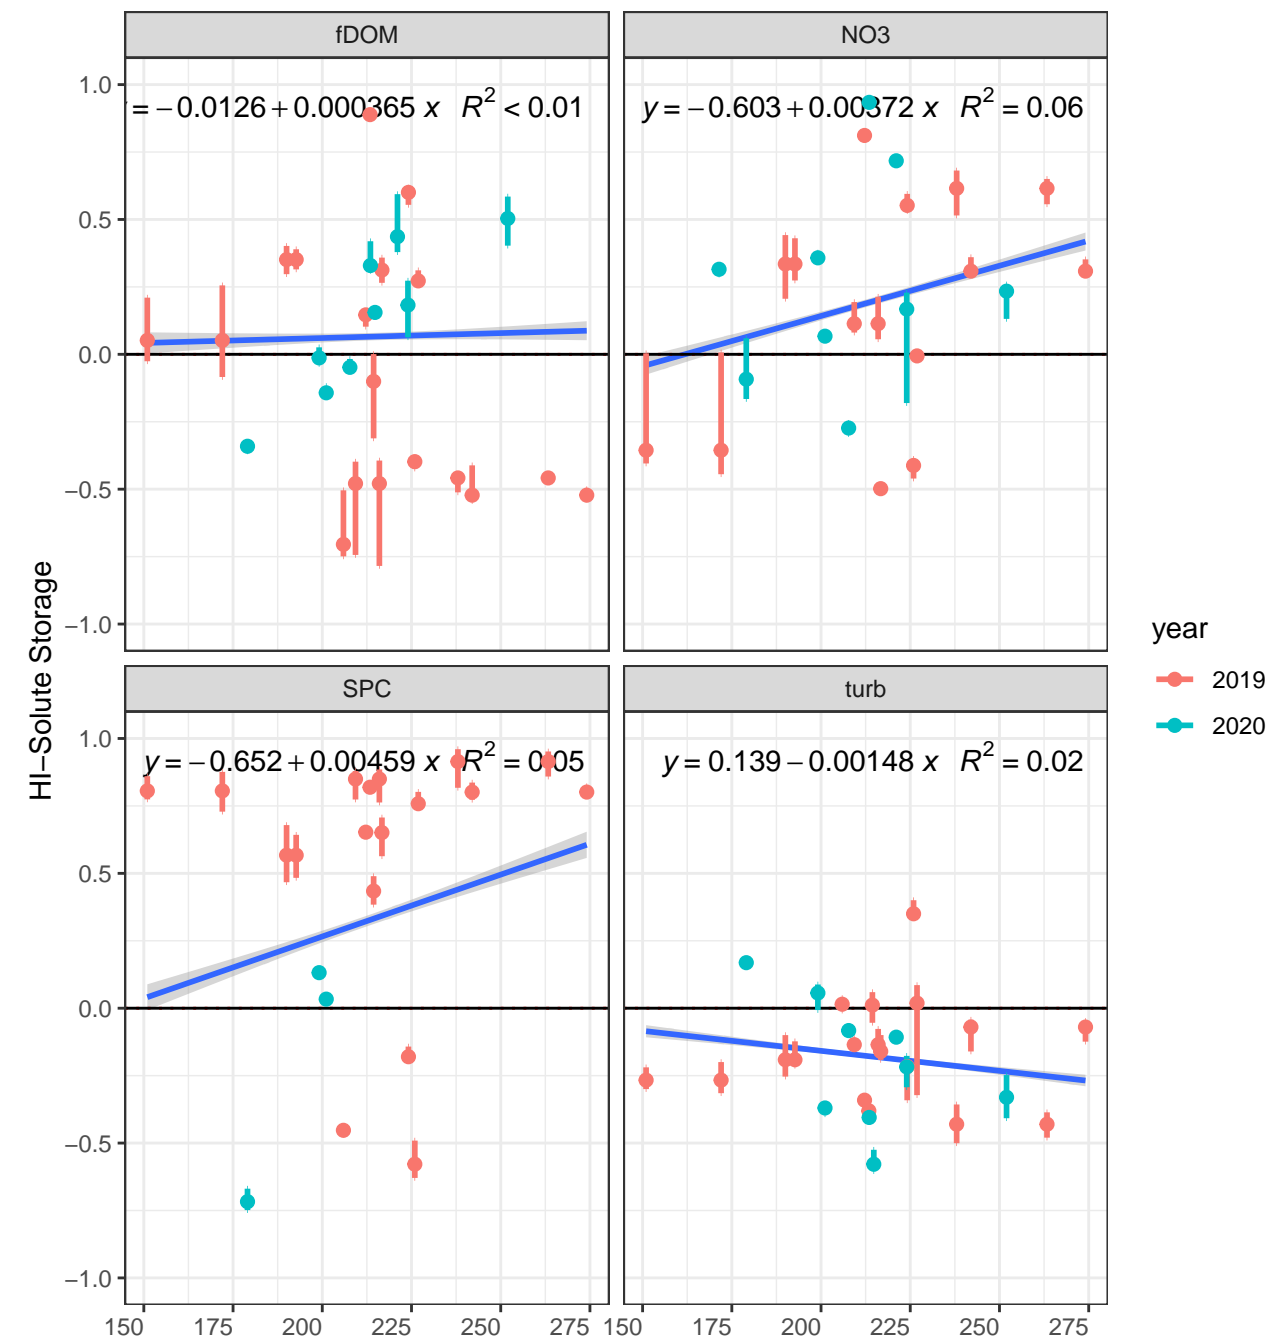 fDOM
NO3
= −0.0126 + 0.000365 x R² < 0.01
y = −0.603 + 0.00372 x R² = 0.06
1.0
0.5
0.0
−0.5
−1.0
SPC
turb
y = −0.652 + 0.00459 x R² = 0.05
y = 0.139 − 0.00148 x R² = 0.02
1.0
0.5
0.0
−0.5
−1.0
150 175 200 225 250 275
150 175 200 225 250 275
HI−Solute Storage
year
2019
2020